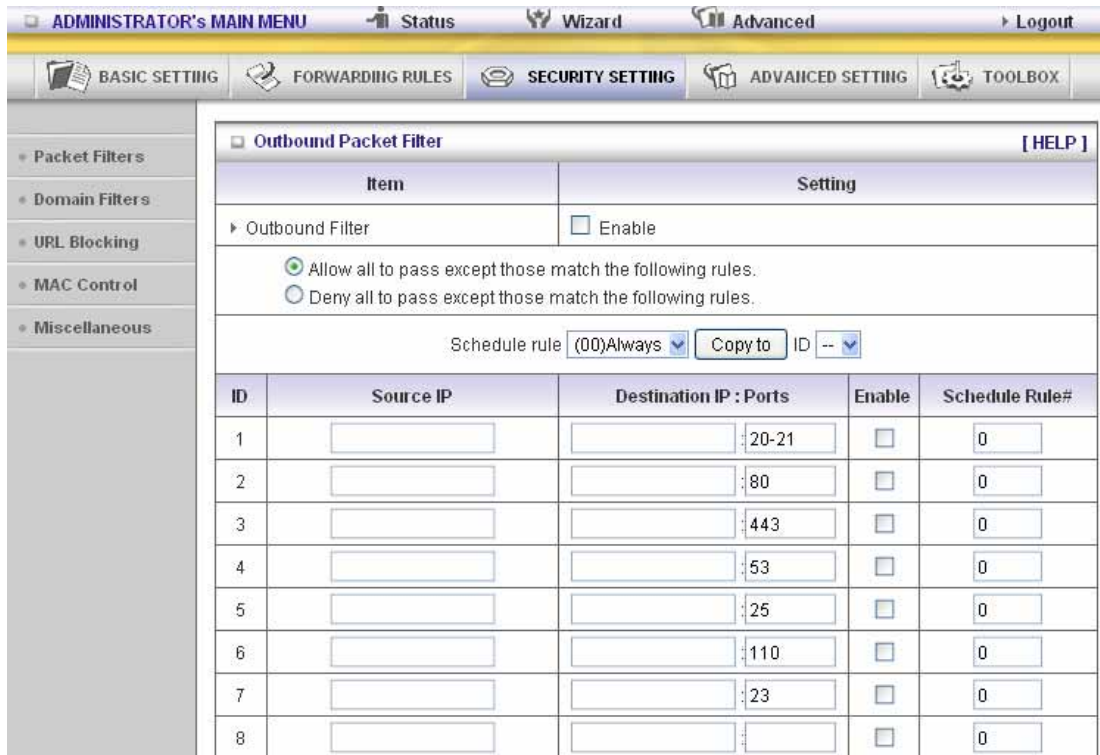 ADMINISTRATOR's MAIN MENU Status Wizard Advanced Logout
BASIC SETTING FORWARDING RULES SECURITY SETTING ADVANCED SETTING TOOLBOX
Packet Filters
Domain Filters
URL Blocking
MAC Control
Miscellaneous
Outbound Packet Filter [ HELP ]
Item Setting
Outbound Filter Enable
Allow all to pass except those match the following rules.
Deny all to pass except those match the following rules.
Schedule rule (00)Always Copy to ID --
ID Source IP Destination IP : Ports Enable Schedule Rule#
1 : 20-21 0
2 : 80 0
3 : 443 0
4 : 53 0
5 : 25 0
6 : 110 0
7 : 23 0
8 : 0